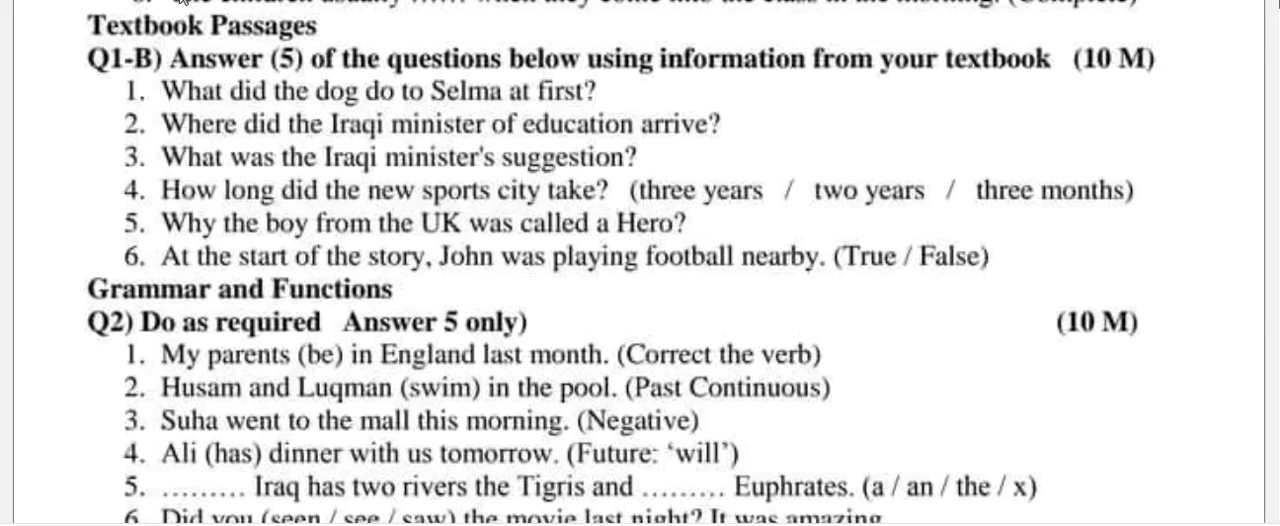 Textbook Passages
Q1-B) Answer (5) of the questions below using information from your textbook (10 M)
1. What did the dog do to Selma at first?
2. Where did the Iraqi minister of education arrive?
3. What was the Iraqi minister's suggestion?
4. How long did the new sports city take? (three years / two years / three months)
5. Why the boy from the UK was called a Hero?
6. At the start of the story, John was playing football nearby. (True / False)
Grammar and Functions
Q2) Do as required Answer 5 only) (10 M)
1. My parents (be) in England last month. (Correct the verb)
2. Husam and Luqman (swim) in the pool. (Past Continuous)
3. Suha went to the mall this morning. (Negative)
4. Ali (has) dinner with us tomorrow. (Future: ‘will’)
5. ......... Iraq has two rivers the Tigris and ......... Euphrates. (a / an / the / x)
6. Did you (seen / see / saw) the movie last night? It was amazing